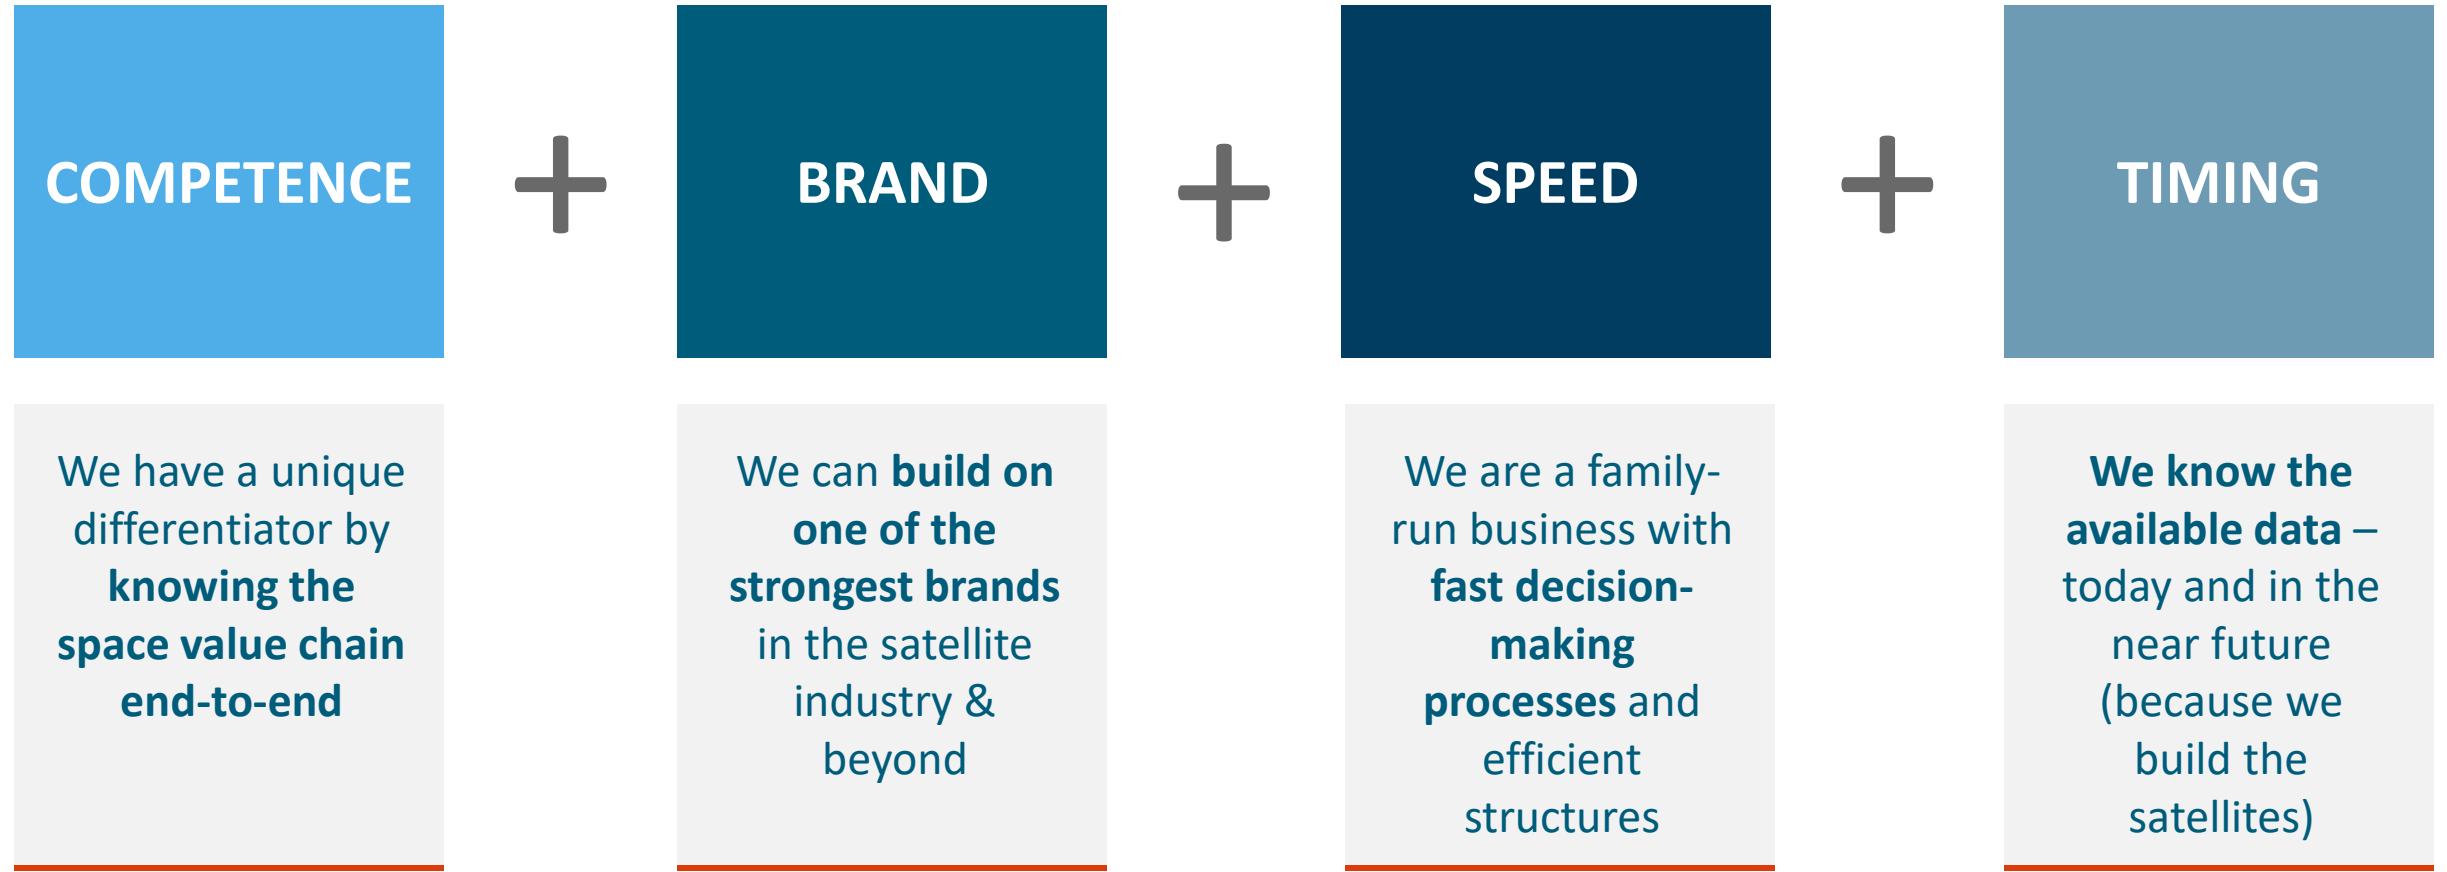 COMPETENCE
+
BRAND
+
SPEED
+
TIMING
We have a unique
differentiator by
knowing the
space value chain
end-to-end
We can build on
one of the
strongest brands
in the satellite
industry &
beyond
We are a family-
run business with
fast decision-
making
processes and
efficient
structures
We know the
available data –
today and in the
near future
(because we
build the
satellites)